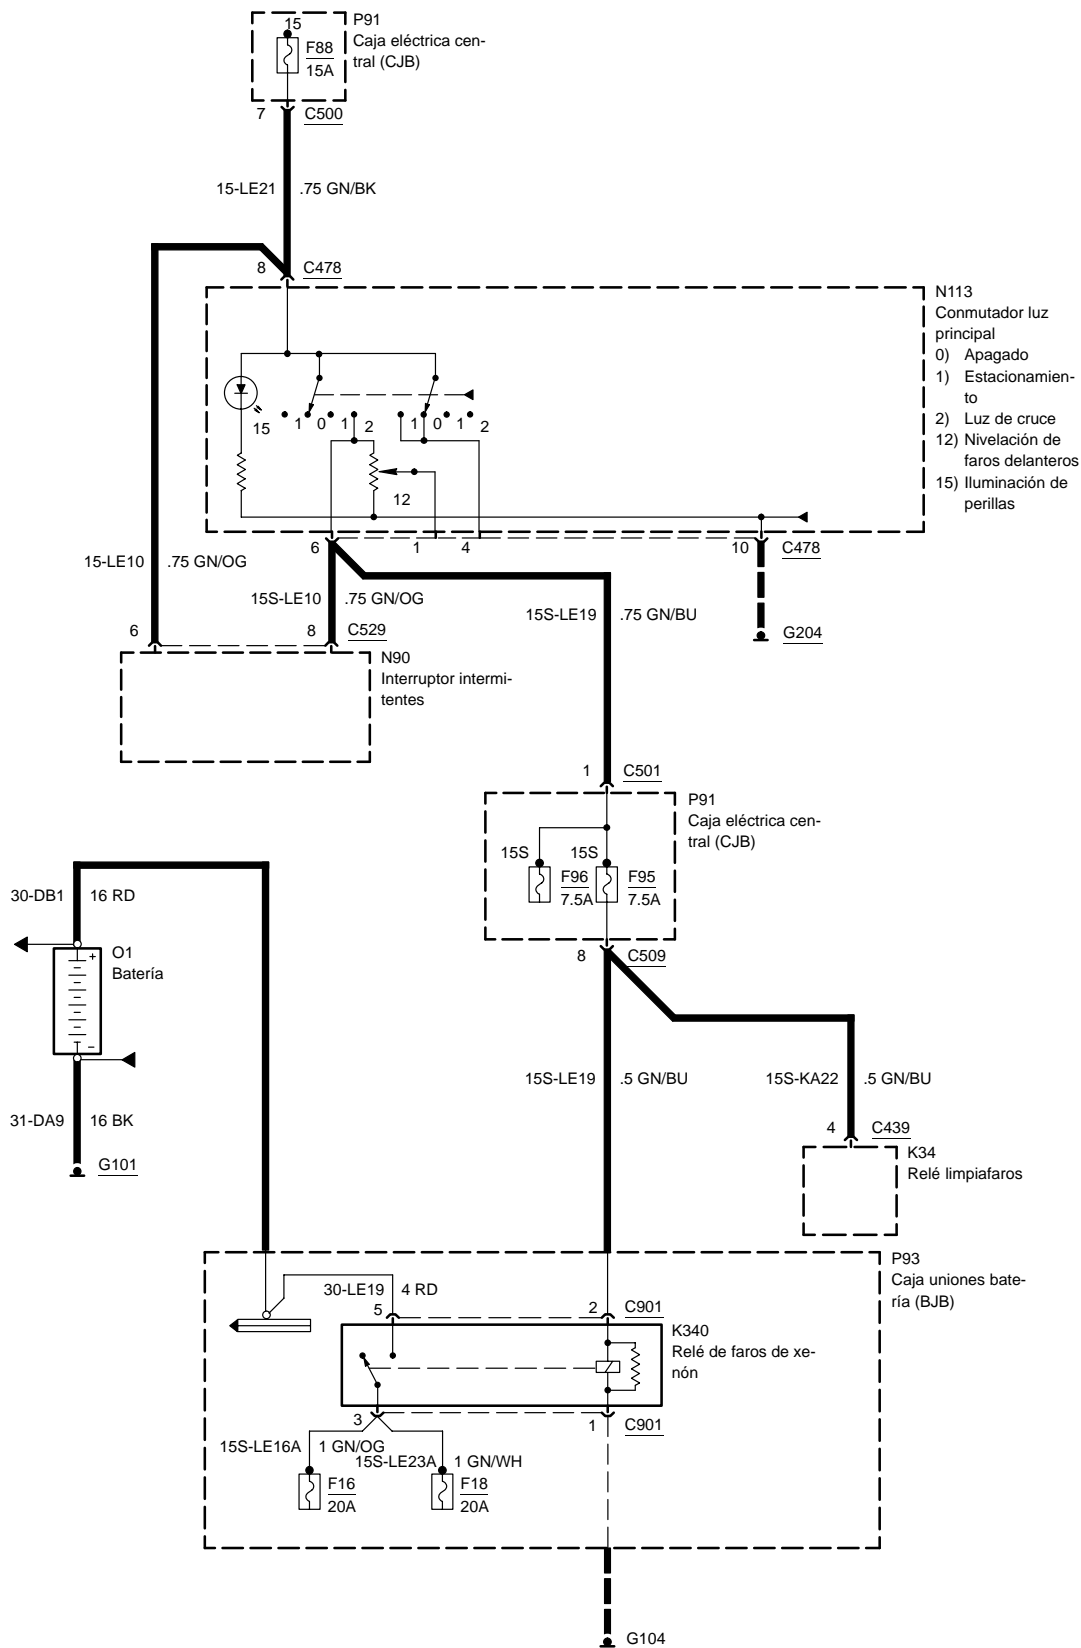 15
P91
Caja eléctrica cen-
tral (CJB)
F88
15A
7
C500
15-LE21
.75 GN/BK
8
C478
N113
Conmutador luz
principal
0) Apagado
1) Estacionamien-
to
2) Luz de cruce
12) Nivelación de
faros delanteros
15) Iluminación de
perillas
15
1 0 1 2
1 0 1 2
12
6
1
4
10
C478
15-LE10
.75 GN/OG
15S-LE10
.75 GN/OG
15S-LE19
.75 GN/BU
G204
6
8
C529
N90
Interruptor intermi-
tentes
1
C501
P91
Caja eléctrica cen-
tral (CJB)
15S
15S
F96
7.5A
F95
7.5A
30-DB1
16 RD
8
C509
O1
Batería
+
–
15S-LE19
.5 GN/BU
15S-KA22
.5 GN/BU
31-DA9
16 BK
G101
4
C439
K34
Relé limpiafaros
P93
Caja uniones bate-
ría (BJB)
30-LE19
4 RD
5
2
C901
K340
Relé de faros de xe-
nón
3
1
C901
15S-LE16A
1 GN/OG
15S-LE23A
1 GN/WH
F16
20A
F18
20A
G104